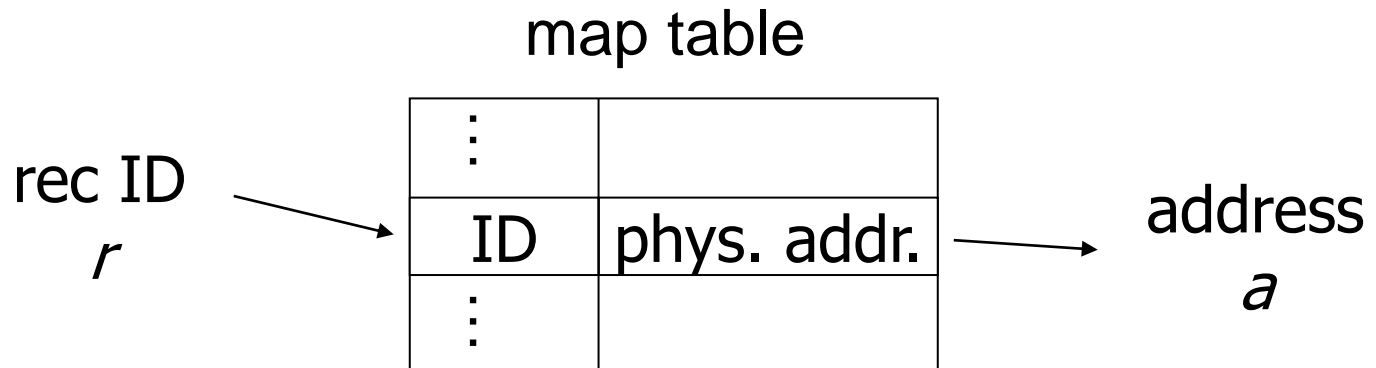 map table
⋮
rec ID
r
ID phys. addr.
address
a
⋮